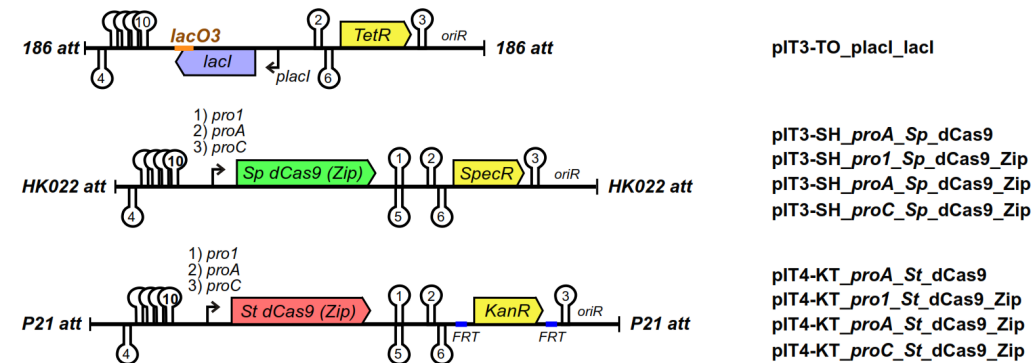 10 lacO3 2 TetR 3 oriR
186 att 186 att pIT3-TO_placI_lacI
lacI placI
4 6
1) pro1
2) proA
3) proC
10 1 2 3
Sp dCas9 (Zip) SpecR oriR
HK022 att HK022 att
4 5 6
pIT3-SH_proA_Sp_dCas9
pIT3-SH_pro1_Sp_dCas9_Zip
pIT3-SH_proA_Sp_dCas9_Zip
pIT3-SH_proC_Sp_dCas9_Zip
1) pro1
2) proA
3) proC
10 1 2 3
St dCas9 (Zip) KanR oriR
P21 att P21 att
4 5 6 FRT FRT
pIT4-KT_proA_St_dCas9
pIT4-KT_pro1_St_dCas9_Zip
pIT4-KT_proA_St_dCas9_Zip
pIT4-KT_proC_St_dCas9_Zip